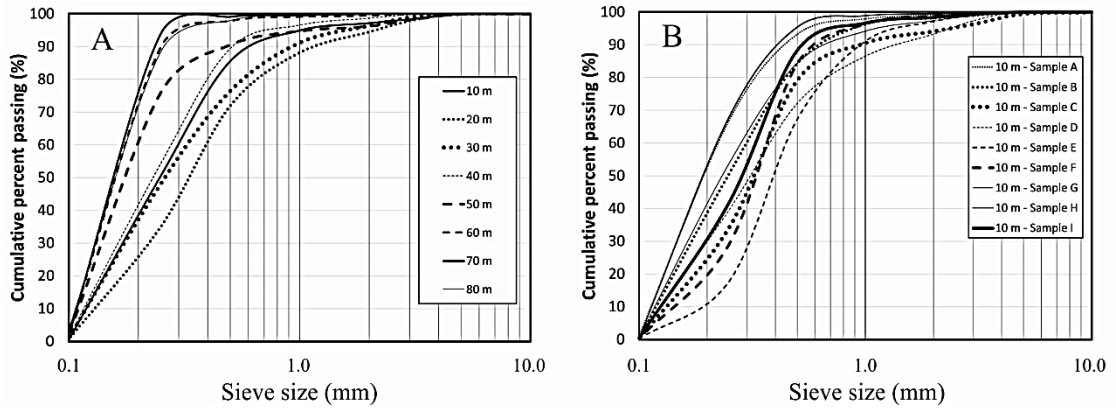 A
Cumulative percent passing (%)
100
90
80
70
60
50
40
30
20
10
0
10 m
20 m
30 m
40 m
50 m
60 m
70 m
80 m
0.1
1.0
10.0
Sieve size (mm)
B
Cumulative percent passing (%)
100
90
80
70
60
50
40
30
20
10
0
10 m - Sample A
10 m - Sample B
10 m - Sample C
10 m - Sample D
10 m - Sample E
10 m - Sample F
10 m - Sample G
10 m - Sample H
10 m - Sample I
0.1
1.0
10.0
Sieve size (mm)